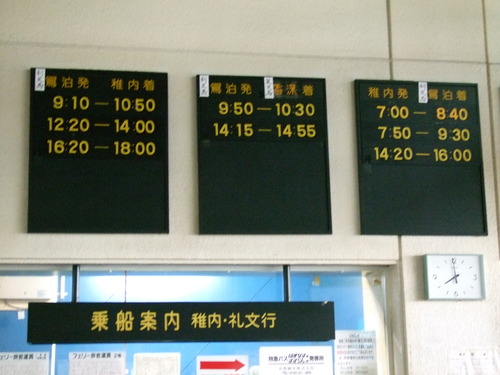 鴛泊発 稚内着
9:10 — 10:50
12:20 — 14:00
16:20 — 18:00
鴛泊発 香深着
9:50 — 10:30
14:15 — 14:55
稚内発 鴛泊着
7:00 — 8:40
7:50 — 9:30
14:20 — 16:00
乗船案内 稚内・礼文行